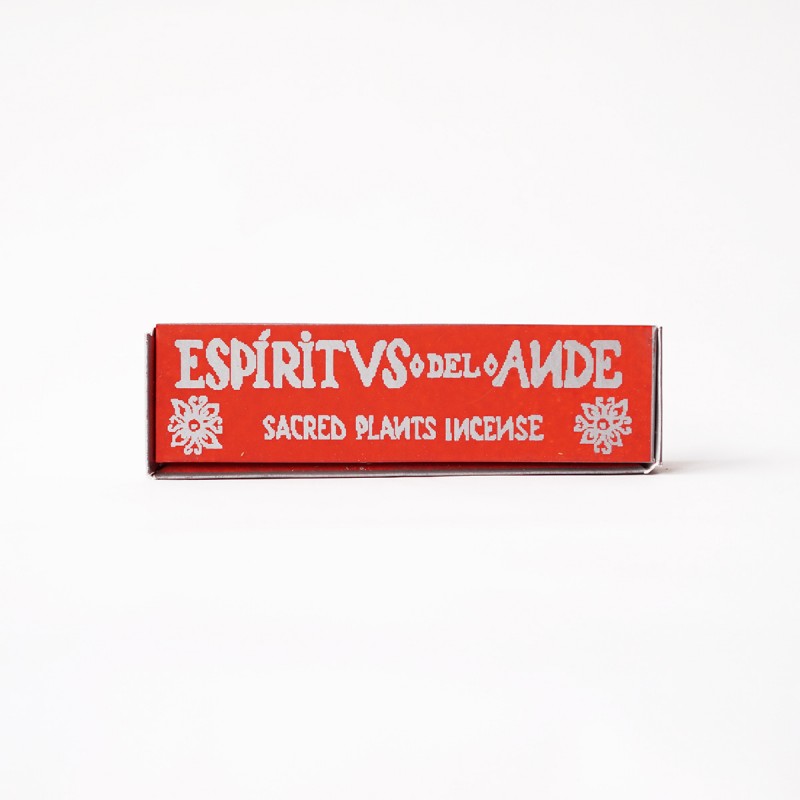 ESPÍRITVS DEL ANDE
SACRED PLANTS INCENSE